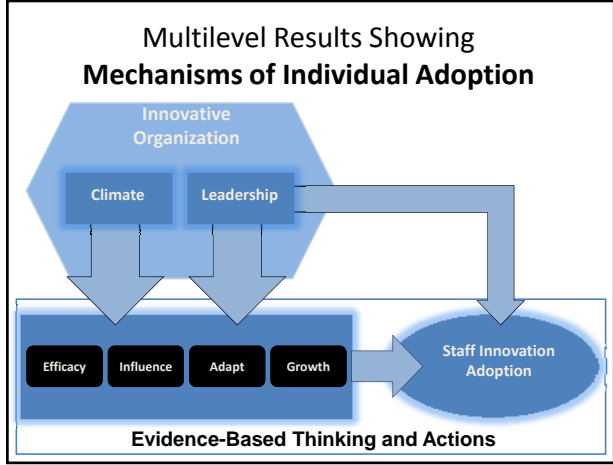 Multilevel Results Showing
Mechanisms of Individual Adoption
Innovative
Organization
Climate
Leadership
Efficacy
Influence
Adapt
Growth
Staff Innovation
Adoption
Evidence-Based Thinking and Actions